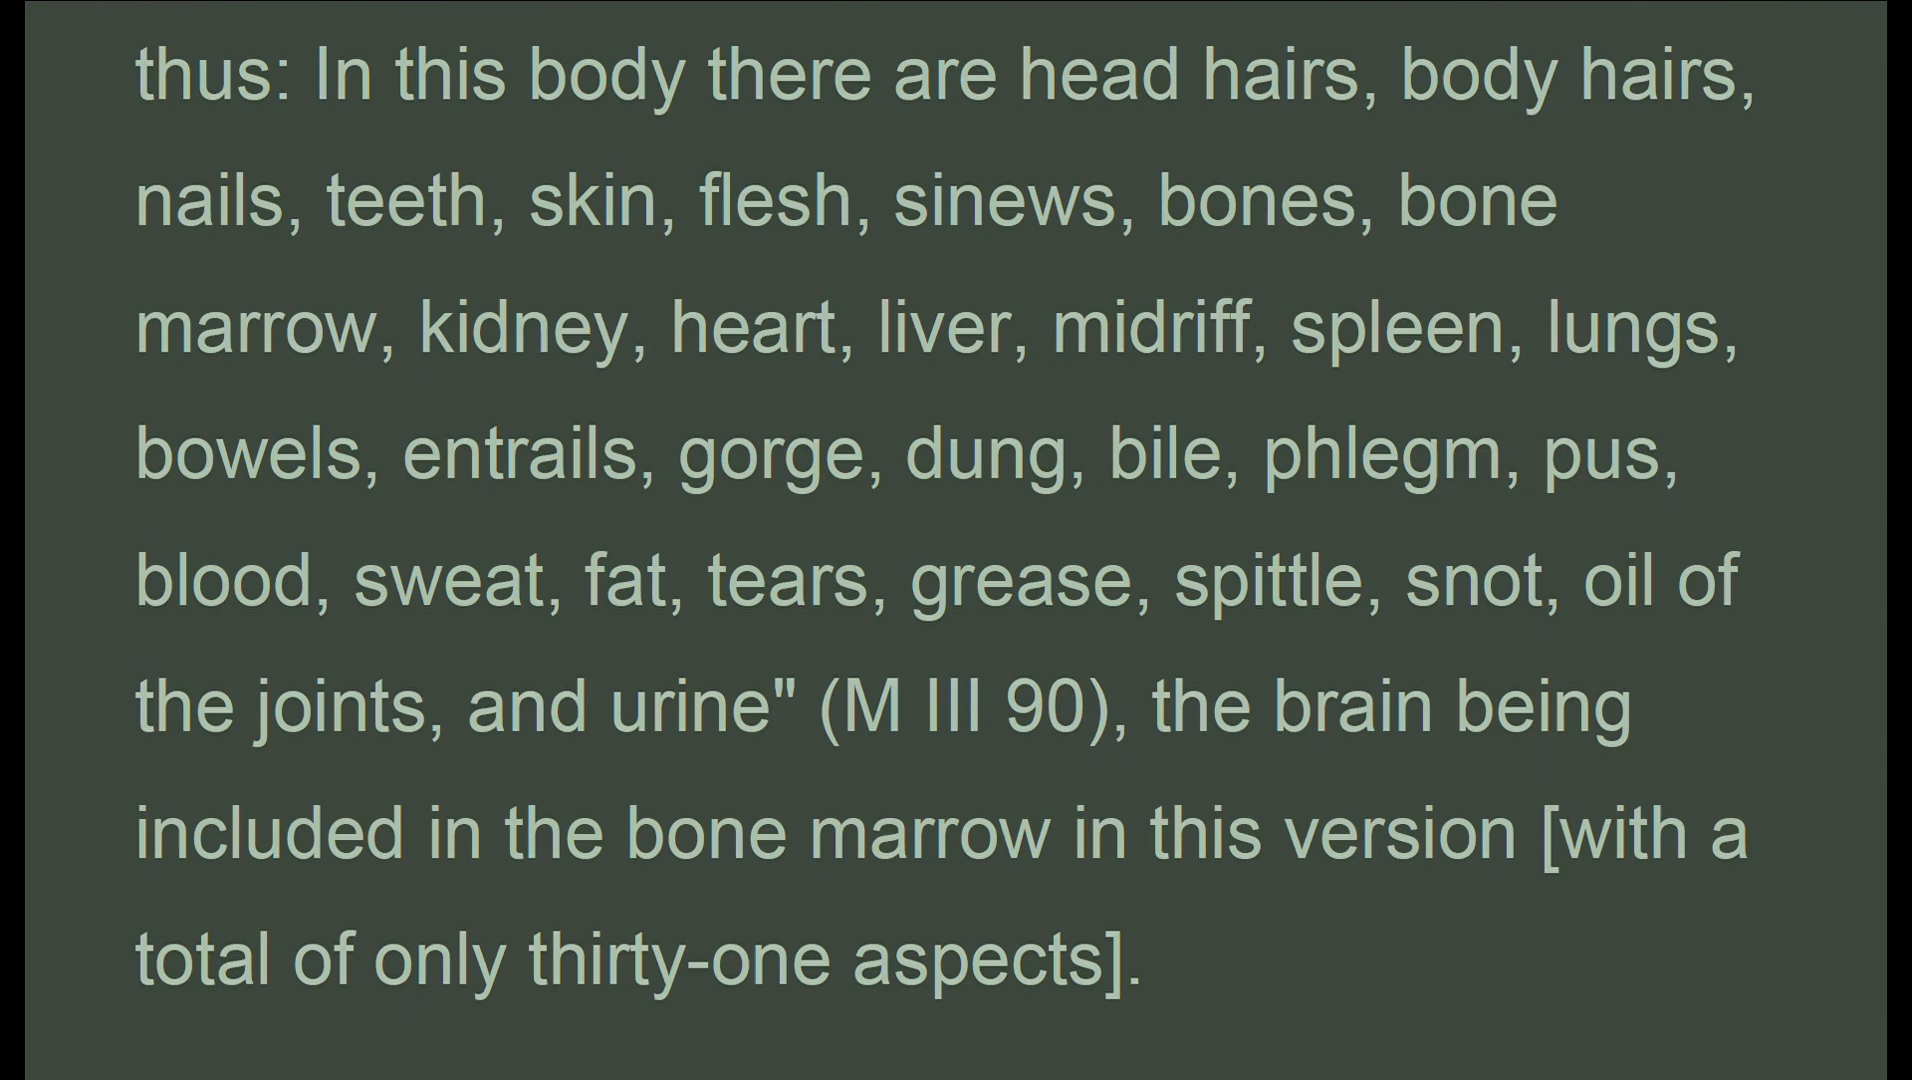 thus: In this body there are head hairs, body hairs,
nails, teeth, skin, flesh, sinews, bones, bone
marrow, kidney, heart, liver, midriff, spleen, lungs,
bowels, entrails, gorge, dung, bile, phlegm, pus,
blood, sweat, fat, tears, grease, spittle, snot, oil of
the joints, and urine" (M III 90), the brain being
included in the bone marrow in this version [with a
total of only thirty-one aspects].